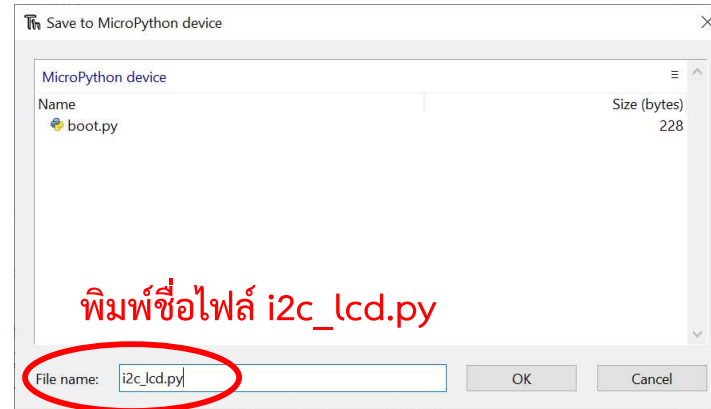 Save to MicroPython device
MicroPython device
Name Size (bytes)
boot.py 228
พิมพ์ชื่อไฟล์ i2c_lcd.py
File name: i2c_lcd.py OK Cancel